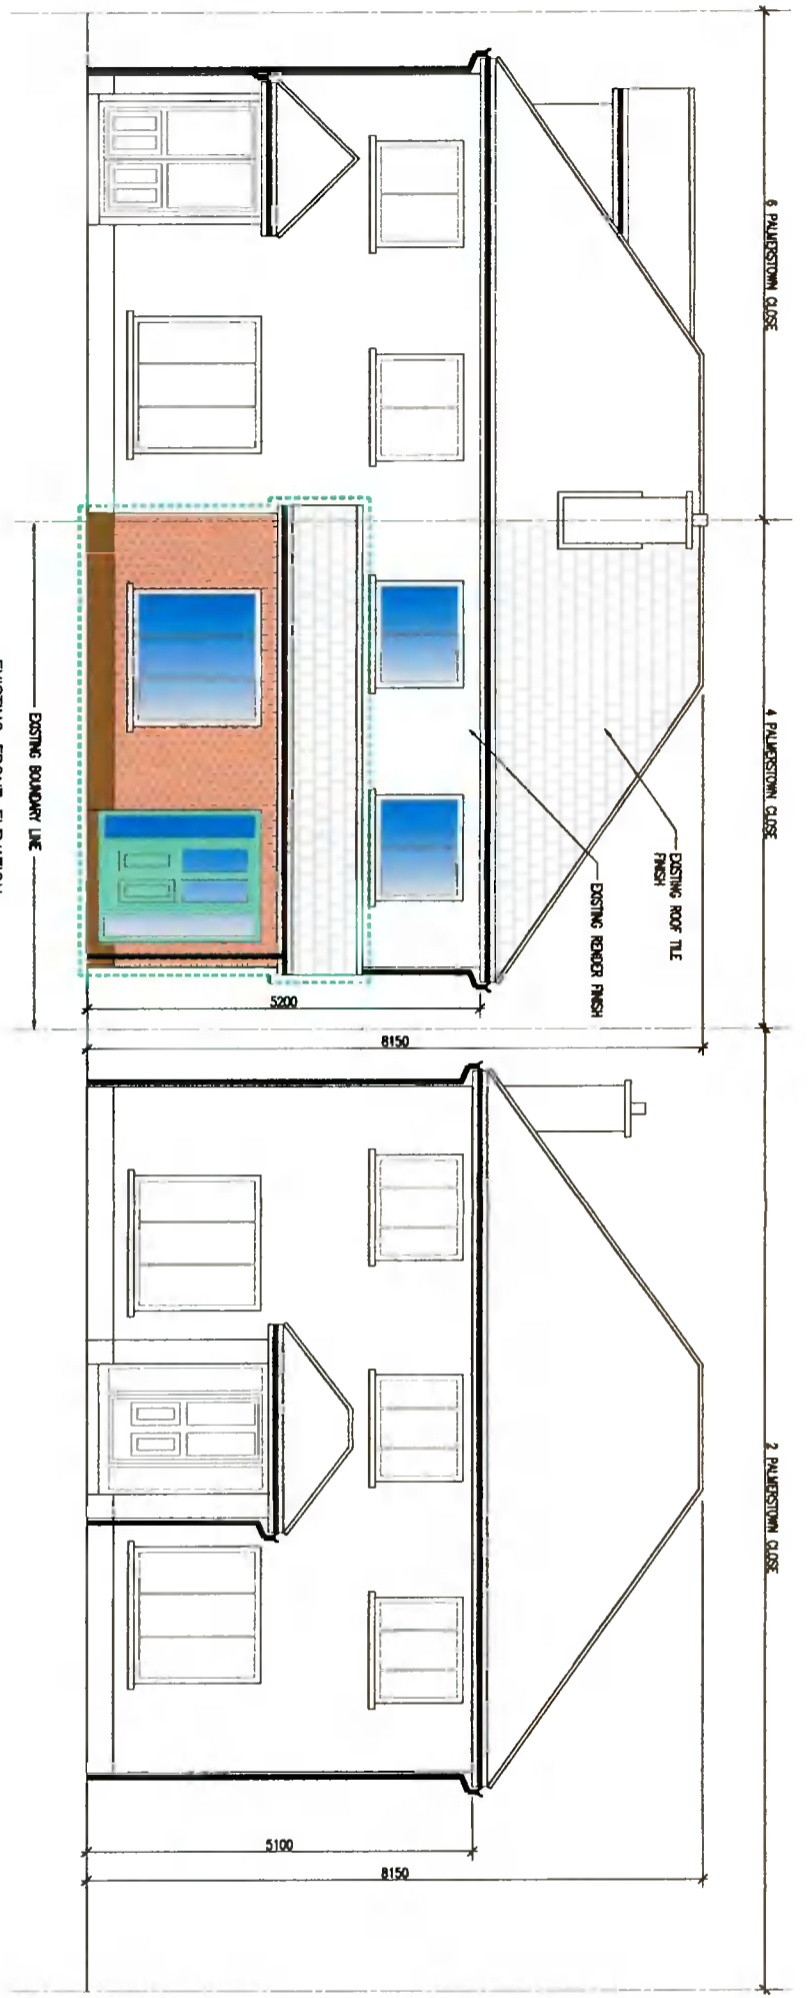 6 PALMERSTOWN CLOSE
4 PALMERSTOWN CLOSE
2 PALMERSTOWN CLOSE
EXISTING ROOF TILE
FINISH
EXISTING RENDER FINISH
5200
8150
5100
8150
EXISTING BOUNDARY LINE